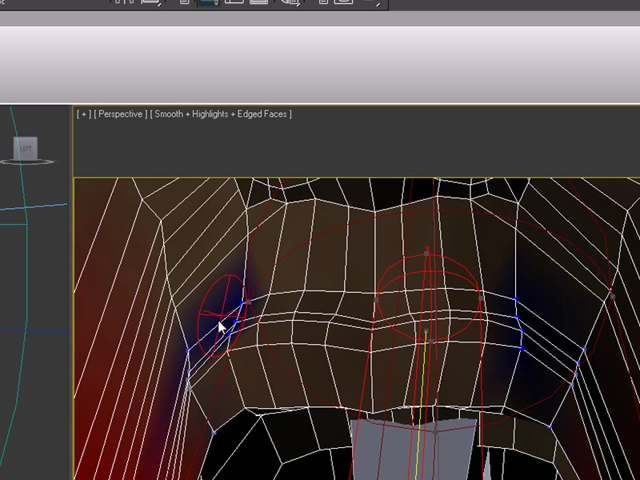 [ + ] [ Perspective ] [ Smooth + Highlights + Edged Faces ]